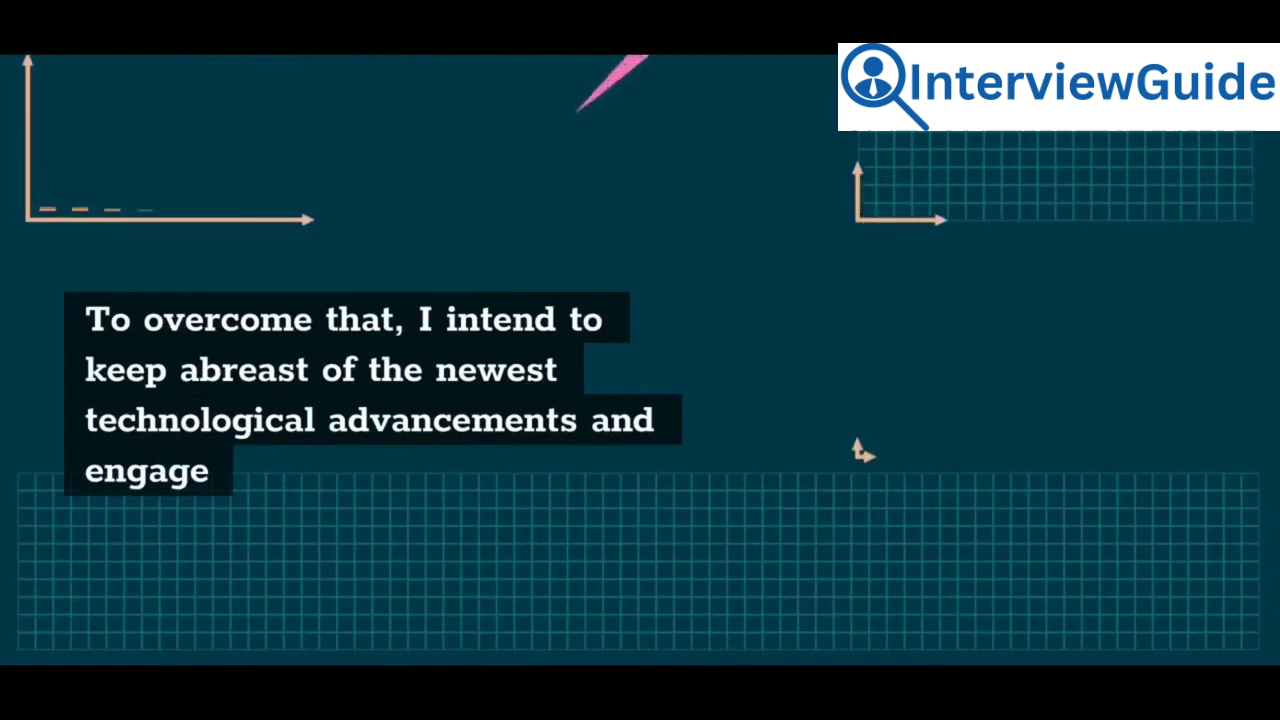 InterviewGuide
To overcome that, I intend to
keep abreast of the newest
technological advancements and
engage